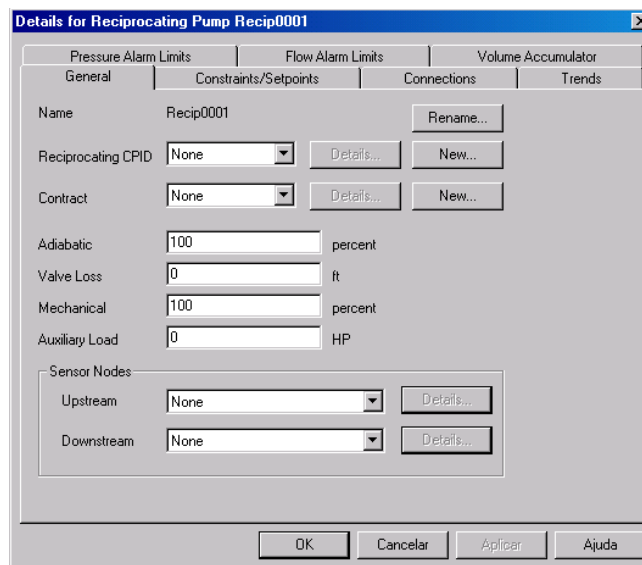 Details for Reciprocating Pump Recip0001
Pressure Alarm Limits Flow Alarm Limits Volume Accumulator
General Constraints/Setpoints Connections Trends
Name Recip0001 Rename...
Reciprocating CPID None Details... New...
Contract None Details... New...
Adiabatic 100 percent
Valve Loss 0 ft
Mechanical 100 percent
Auxiliary Load 0 HP
Sensor Nodes
Upstream None Details...
Downstream None Details...
OK Cancelar Aplicar Ajuda